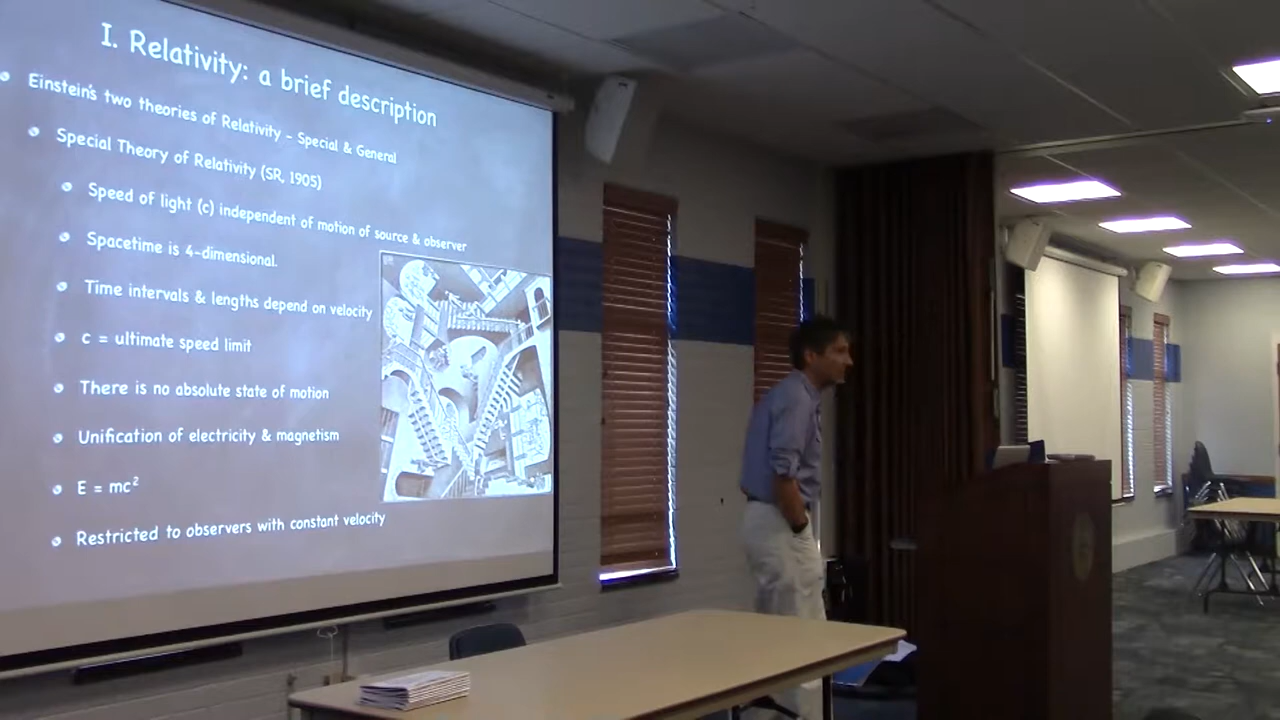 I. Relativity: a brief description
Einstein's two theories of Relativity - Special & General
Special Theory of Relativity (SR, 1905)
Speed of light (c) independent of motion of source & observer
Spacetime is 4-dimensional.
Time intervals & lengths depend on velocity
c = ultimate speed limit
There is no absolute state of motion
Unification of electricity & magnetism
E = mc²
Restricted to observers with constant velocity